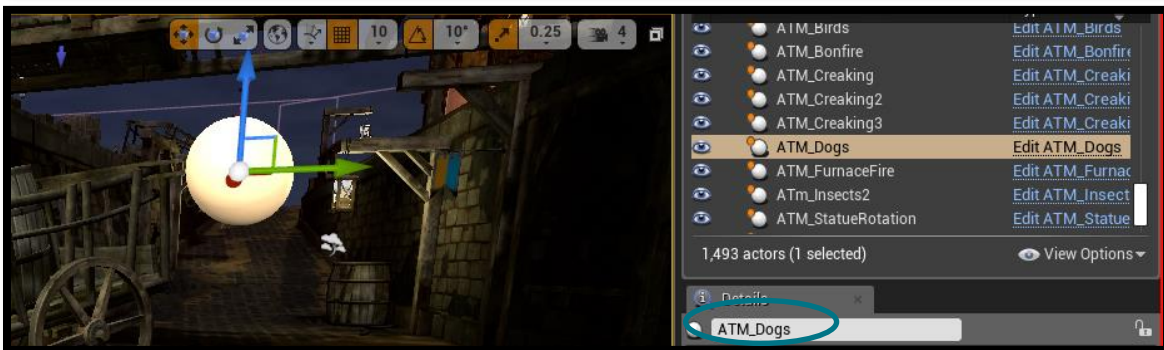 10 10° 0.25 4
ATM_Birds Edit ATM_Birds
ATM_Bonfire Edit ATM_Bonfire
ATM_Creaking Edit ATM_Creaki
ATM_Creaking2 Edit ATM_Creaki
ATM_Creaking3 Edit ATM_Creaki
ATM_Dogs Edit ATM_Dogs
ATM_FurnaceFire Edit ATM_Furnac
ATm_Insects2 Edit ATM_Insect
ATM_StatueRotation Edit ATM_Statue
1,493 actors (1 selected) View Options
Details
ATM_Dogs